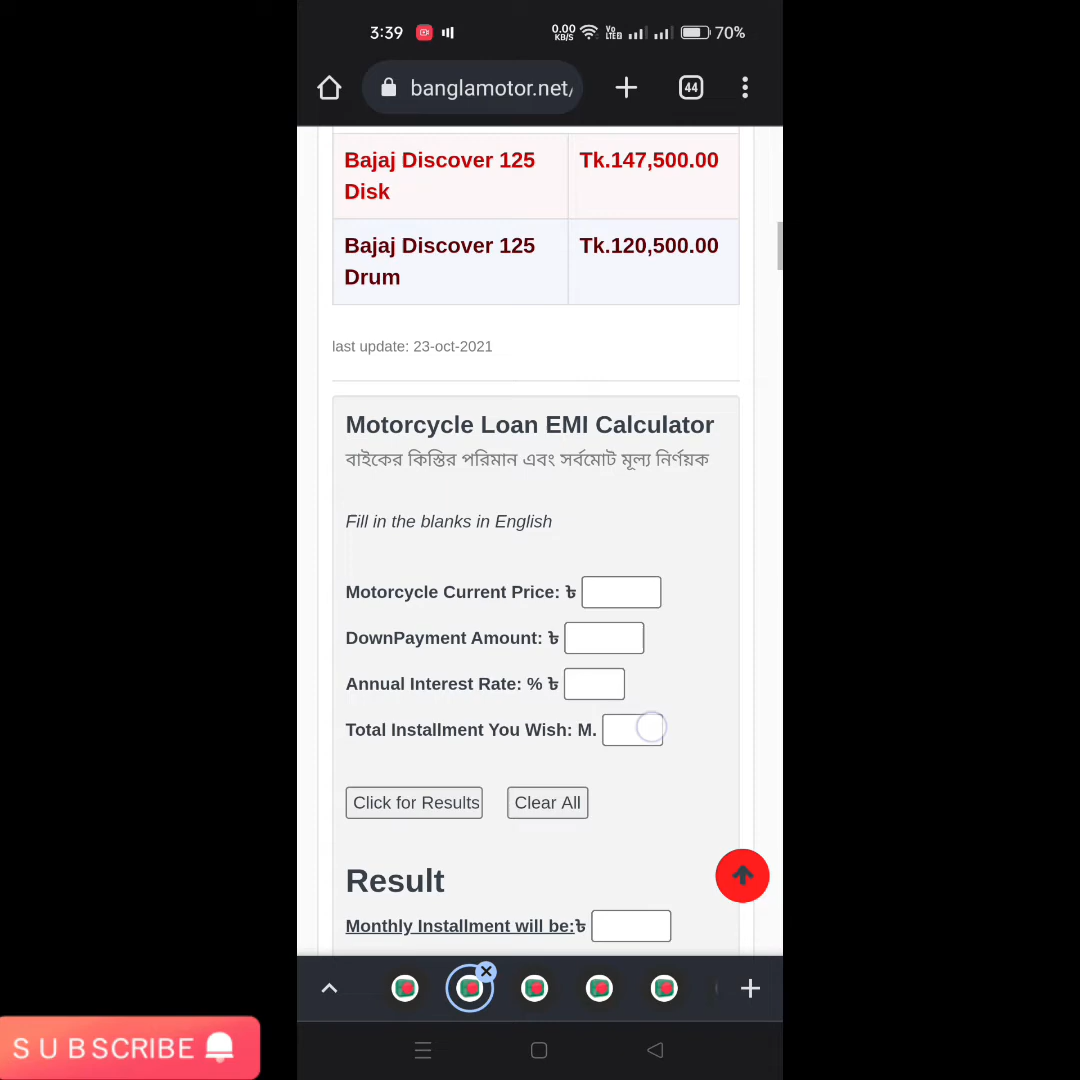 3:39 0.00 KB/S Vo LTE2 70%
banglamotor.net/ 44
Bajaj Discover 125 Disk Tk.147,500.00
Bajaj Discover 125 Drum Tk.120,500.00
last update: 23-oct-2021
Motorcycle Loan EMI Calculator
বাইকের কিস্তির পরিমান এবং সর্বমোট মূল্য নির্ণয়ক
Fill in the blanks in English
Motorcycle Current Price: ৳
DownPayment Amount: ৳
Annual Interest Rate: % ৳
Total Installment You Wish: M.
Click for Results Clear All
Result
Monthly Installment will be:৳
SUBSCRIBE